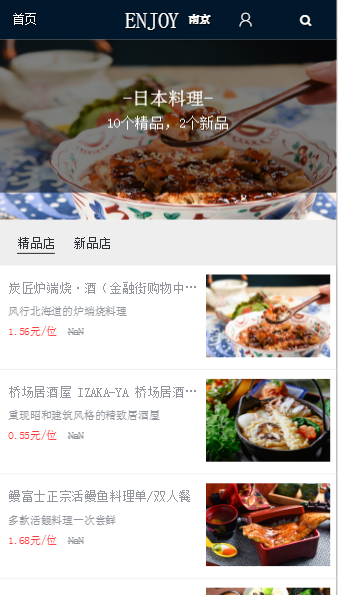 首页 ENJOY 南京
-日本料理-
10个精品，2个新品
精品店 新品店
炭匠炉端烧·酒（金融街购物中…
风行北海道的炉端烧料理
1.56元/位 NaN
桥场居酒屋 IZAKA-YA 桥场居酒…
重现昭和建筑风格的精致居酒屋
0.55元/位 NaN
鳗富士正宗活鳗鱼料理单/双人餐
多款活鳗料理一次尝鲜
1.68元/位 NaN